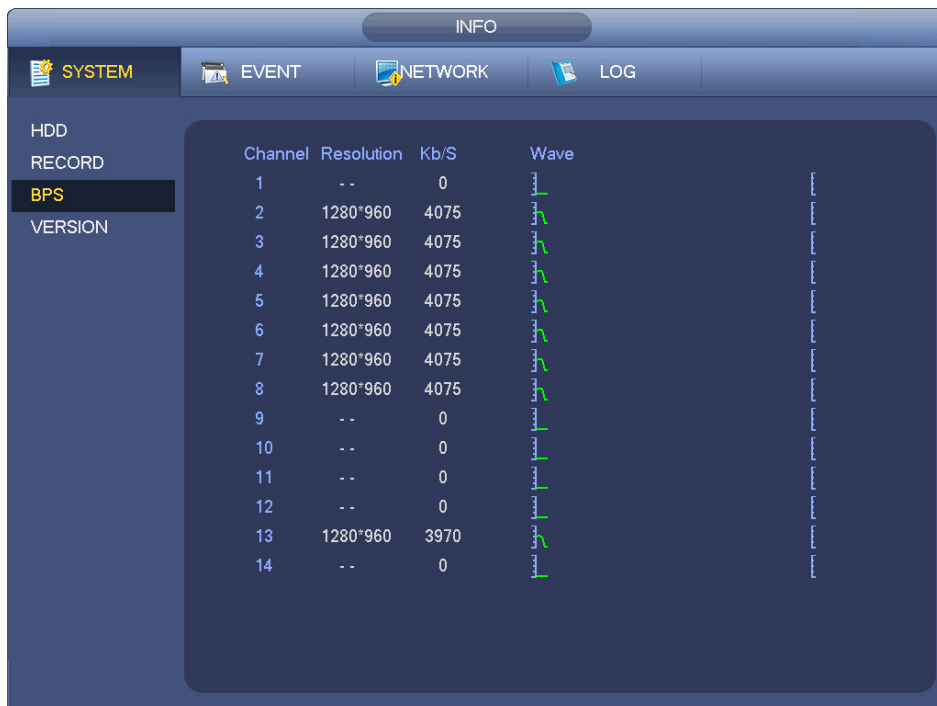 INFO
SYSTEM EVENT NETWORK LOG
HDD
RECORD
BPS
VERSION
Channel Resolution Kb/S Wave
1 - - 0
2 1280*960 4075
3 1280*960 4075
4 1280*960 4075
5 1280*960 4075
6 1280*960 4075
7 1280*960 4075
8 1280*960 4075
9 - - 0
10 - - 0
11 - - 0
12 - - 0
13 1280*960 3970
14 - - 0